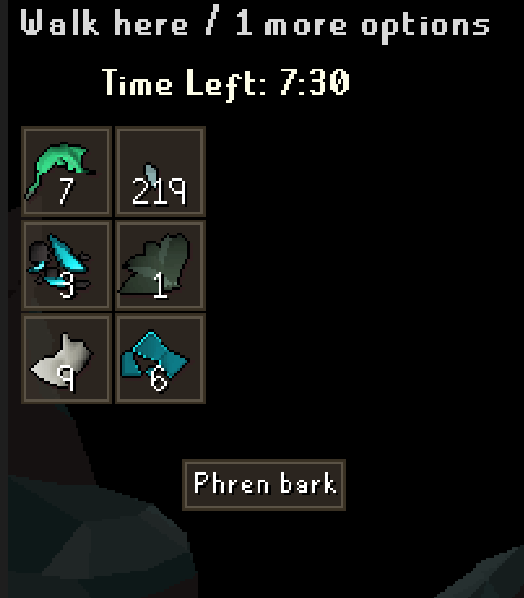 Walk here / 1 more options
Time Left: 7:30
7 219
3 1
9 6
Phren bark